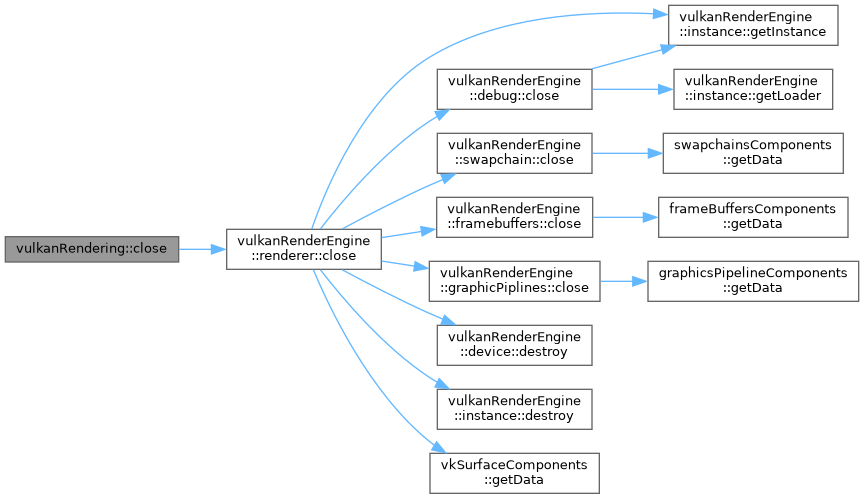 vulkanRendering::close
vulkanRenderEngine
::renderer::close
vulkanRenderEngine
::instance::getInstance
vulkanRenderEngine
::debug::close
vulkanRenderEngine
::instance::getLoader
vulkanRenderEngine
::swapchain::close
swapchainsComponents
::getData
vulkanRenderEngine
::framebuffers::close
frameBuffersComponents
::getData
vulkanRenderEngine
::graphicPiplines::close
graphicsPipelineComponents
::getData
vulkanRenderEngine
::device::destroy
vulkanRenderEngine
::instance::destroy
vkSurfaceComponents
::getData